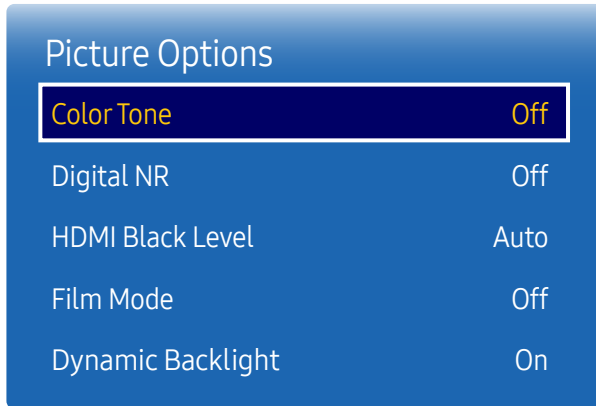 Picture Options
Color Tone Off
Digital NR Off
HDMI Black Level Auto
Film Mode Off
Dynamic Backlight On